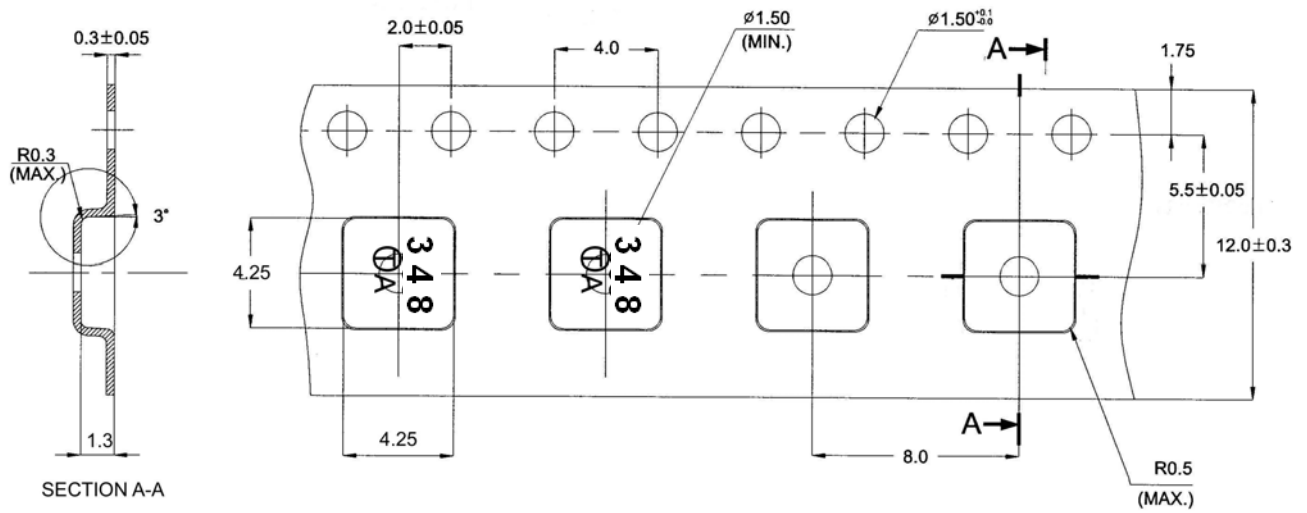 0.3±0.05
2.0±0.05
4.0
ø1.50
(MIN.)
ø1.50+0.1
-0.0
A
1.75
R0.3
(MAX.)
3°
5.5±0.05
12.0±0.3
4.25
348
TA
348
TA
1.3
4.25
8.0
A
R0.5
(MAX.)
SECTION A-A